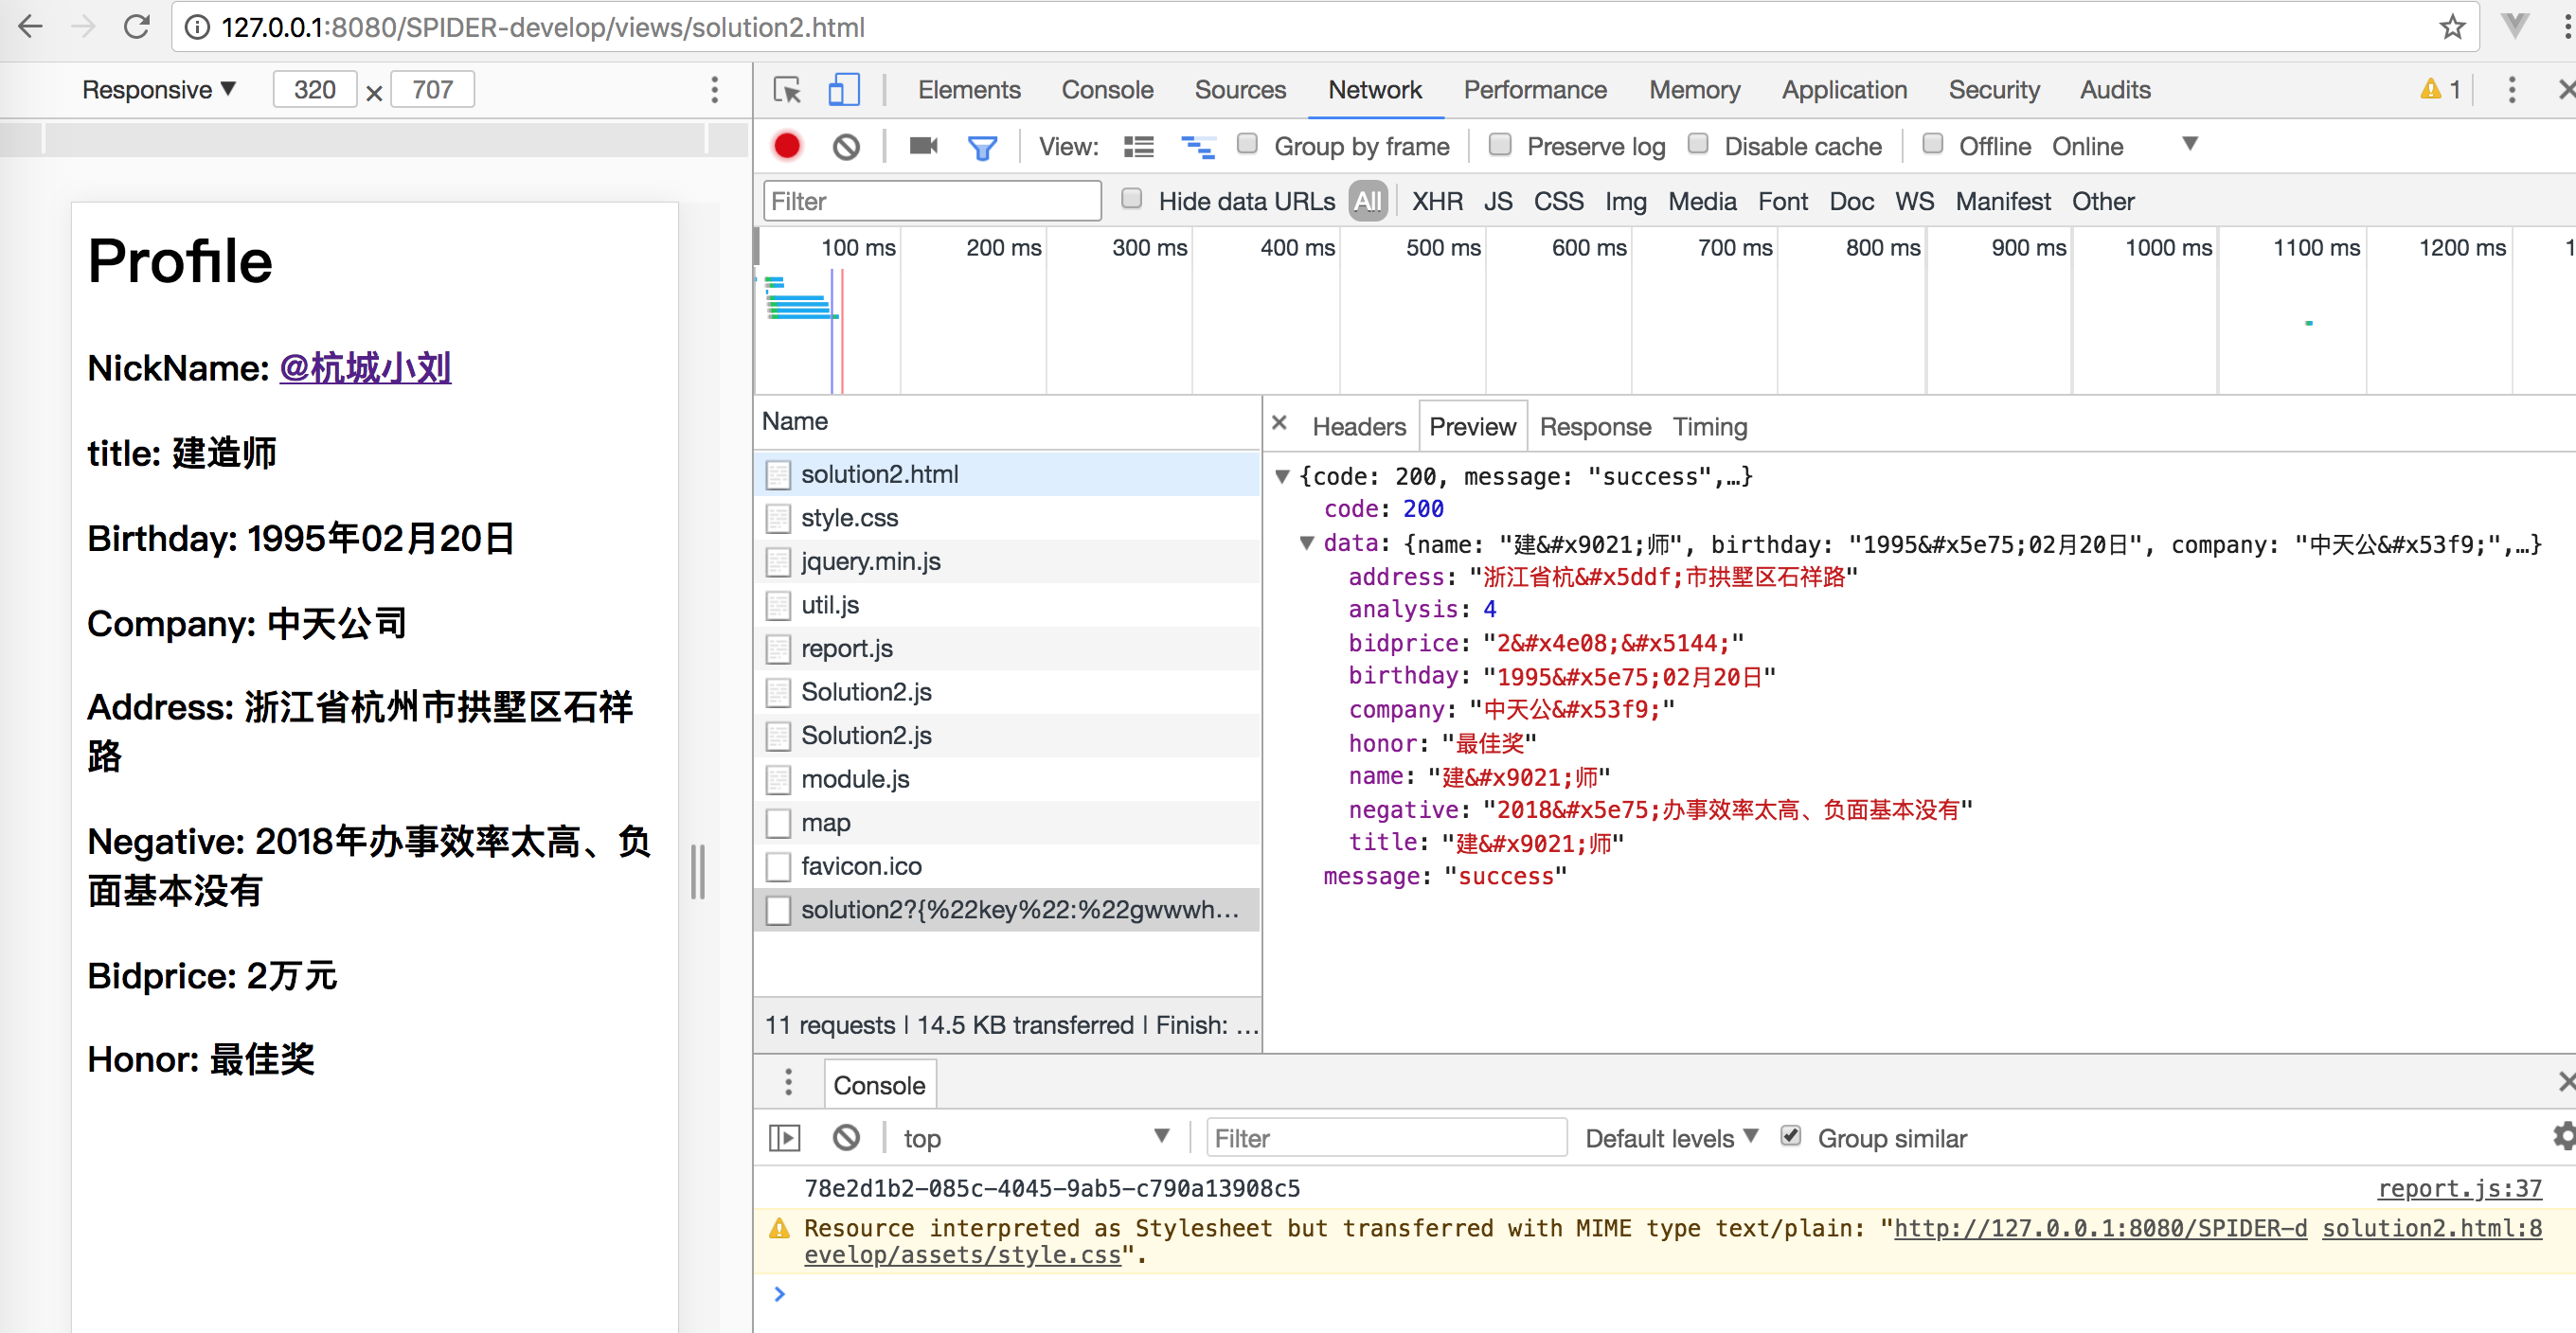 127.0.0.1:8080/SPIDER-develop/views/solution2.html
Responsive ▼ 320 × 707
Elements Console Sources Network Performance Memory Application Security Audits 1
View: Group by frame Preserve log Disable cache Offline Online ▼
Filter Hide data URLs All XHR JS CSS Img Media Font Doc WS Manifest Other
100 ms 200 ms 300 ms 400 ms 500 ms 600 ms 700 ms 800 ms 900 ms 1000 ms 1100 ms 1200 ms 1
Profile
NickName: @杭城小刘
title: 建造师
Birthday: 1995年02月20日
Company: 中天公司
Address: 浙江省杭州市拱墅区石祥
路
Negative: 2018年办事效率太高、负
面基本没有
Bidprice: 2万元
Honor: 最佳奖
Name
solution2.html
style.css
jquery.min.js
util.js
report.js
Solution2.js
Solution2.js
module.js
map
favicon.ico
solution2?{%22key%22:%22gwwwh…
11 requests | 14.5 KB transferred | Finish: …
× Headers Preview Response Timing
▼ {code: 200, message: "success",…}
code: 200
▼ data: {name: "建&#x9021;师", birthday: "1995&#x5e75;02月20日", company: "中天公&#x53f9;",…}
address: "浙江省杭&#x5ddf;市拱墅区石祥路"
analysis: 4
bidprice: "2&#x4e08;&#x5144;"
birthday: "1995&#x5e75;02月20日"
company: "中天公&#x53f9;"
honor: "最佳奖"
name: "建&#x9021;师"
negative: "2018&#x5e75;办事效率太高、负面基本没有"
title: "建&#x9021;师"
message: "success"
Console
top ▼ Filter Default levels ▼ Group similar
78e2d1b2-085c-4045-9ab5-c790a13908c5 report.js:37
Resource interpreted as Stylesheet but transferred with MIME type text/plain: "http://127.0.0.1:8080/SPIDER-d solution2.html:8
evelop/assets/style.css".